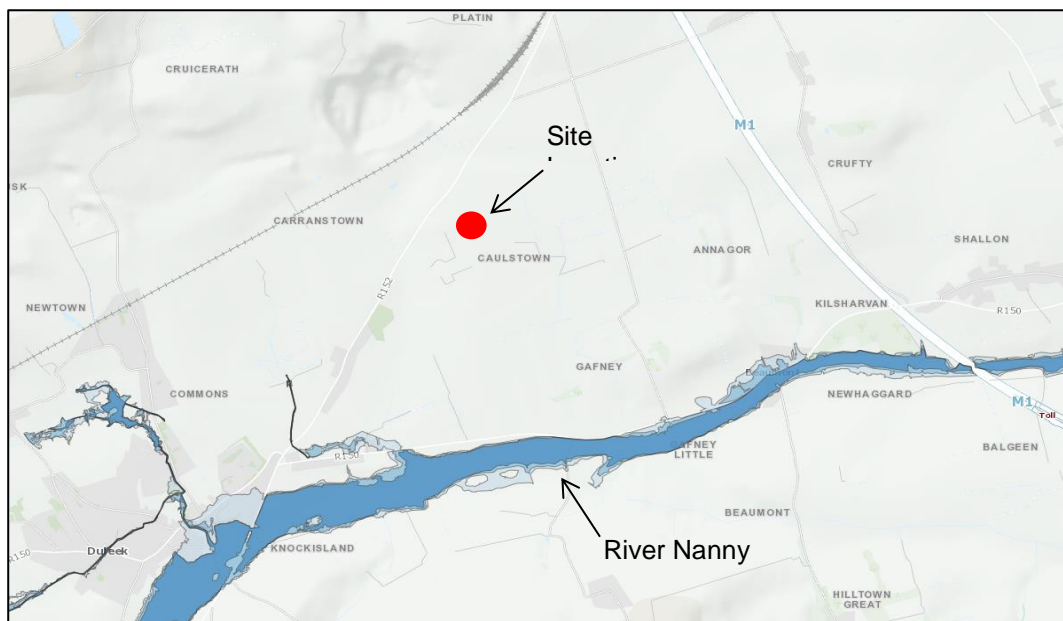 PLATIN
CRUICERATH
M1
Site
CRUFTY
USK
CARRANSTOWN
SHALLON
ANNAGOR
CAULSTOWN
R152
NEWTOWN
KILSHARVAN
R150
GAFNEY
COMMONS
NEWHAGGARD
M1
Toll
GAFNEY
LITTLE
BALGEEN
R150
BEAUMONT
R150
Duleek
KNOCKISLAND
River Nanny
HILLTOWN
GREAT